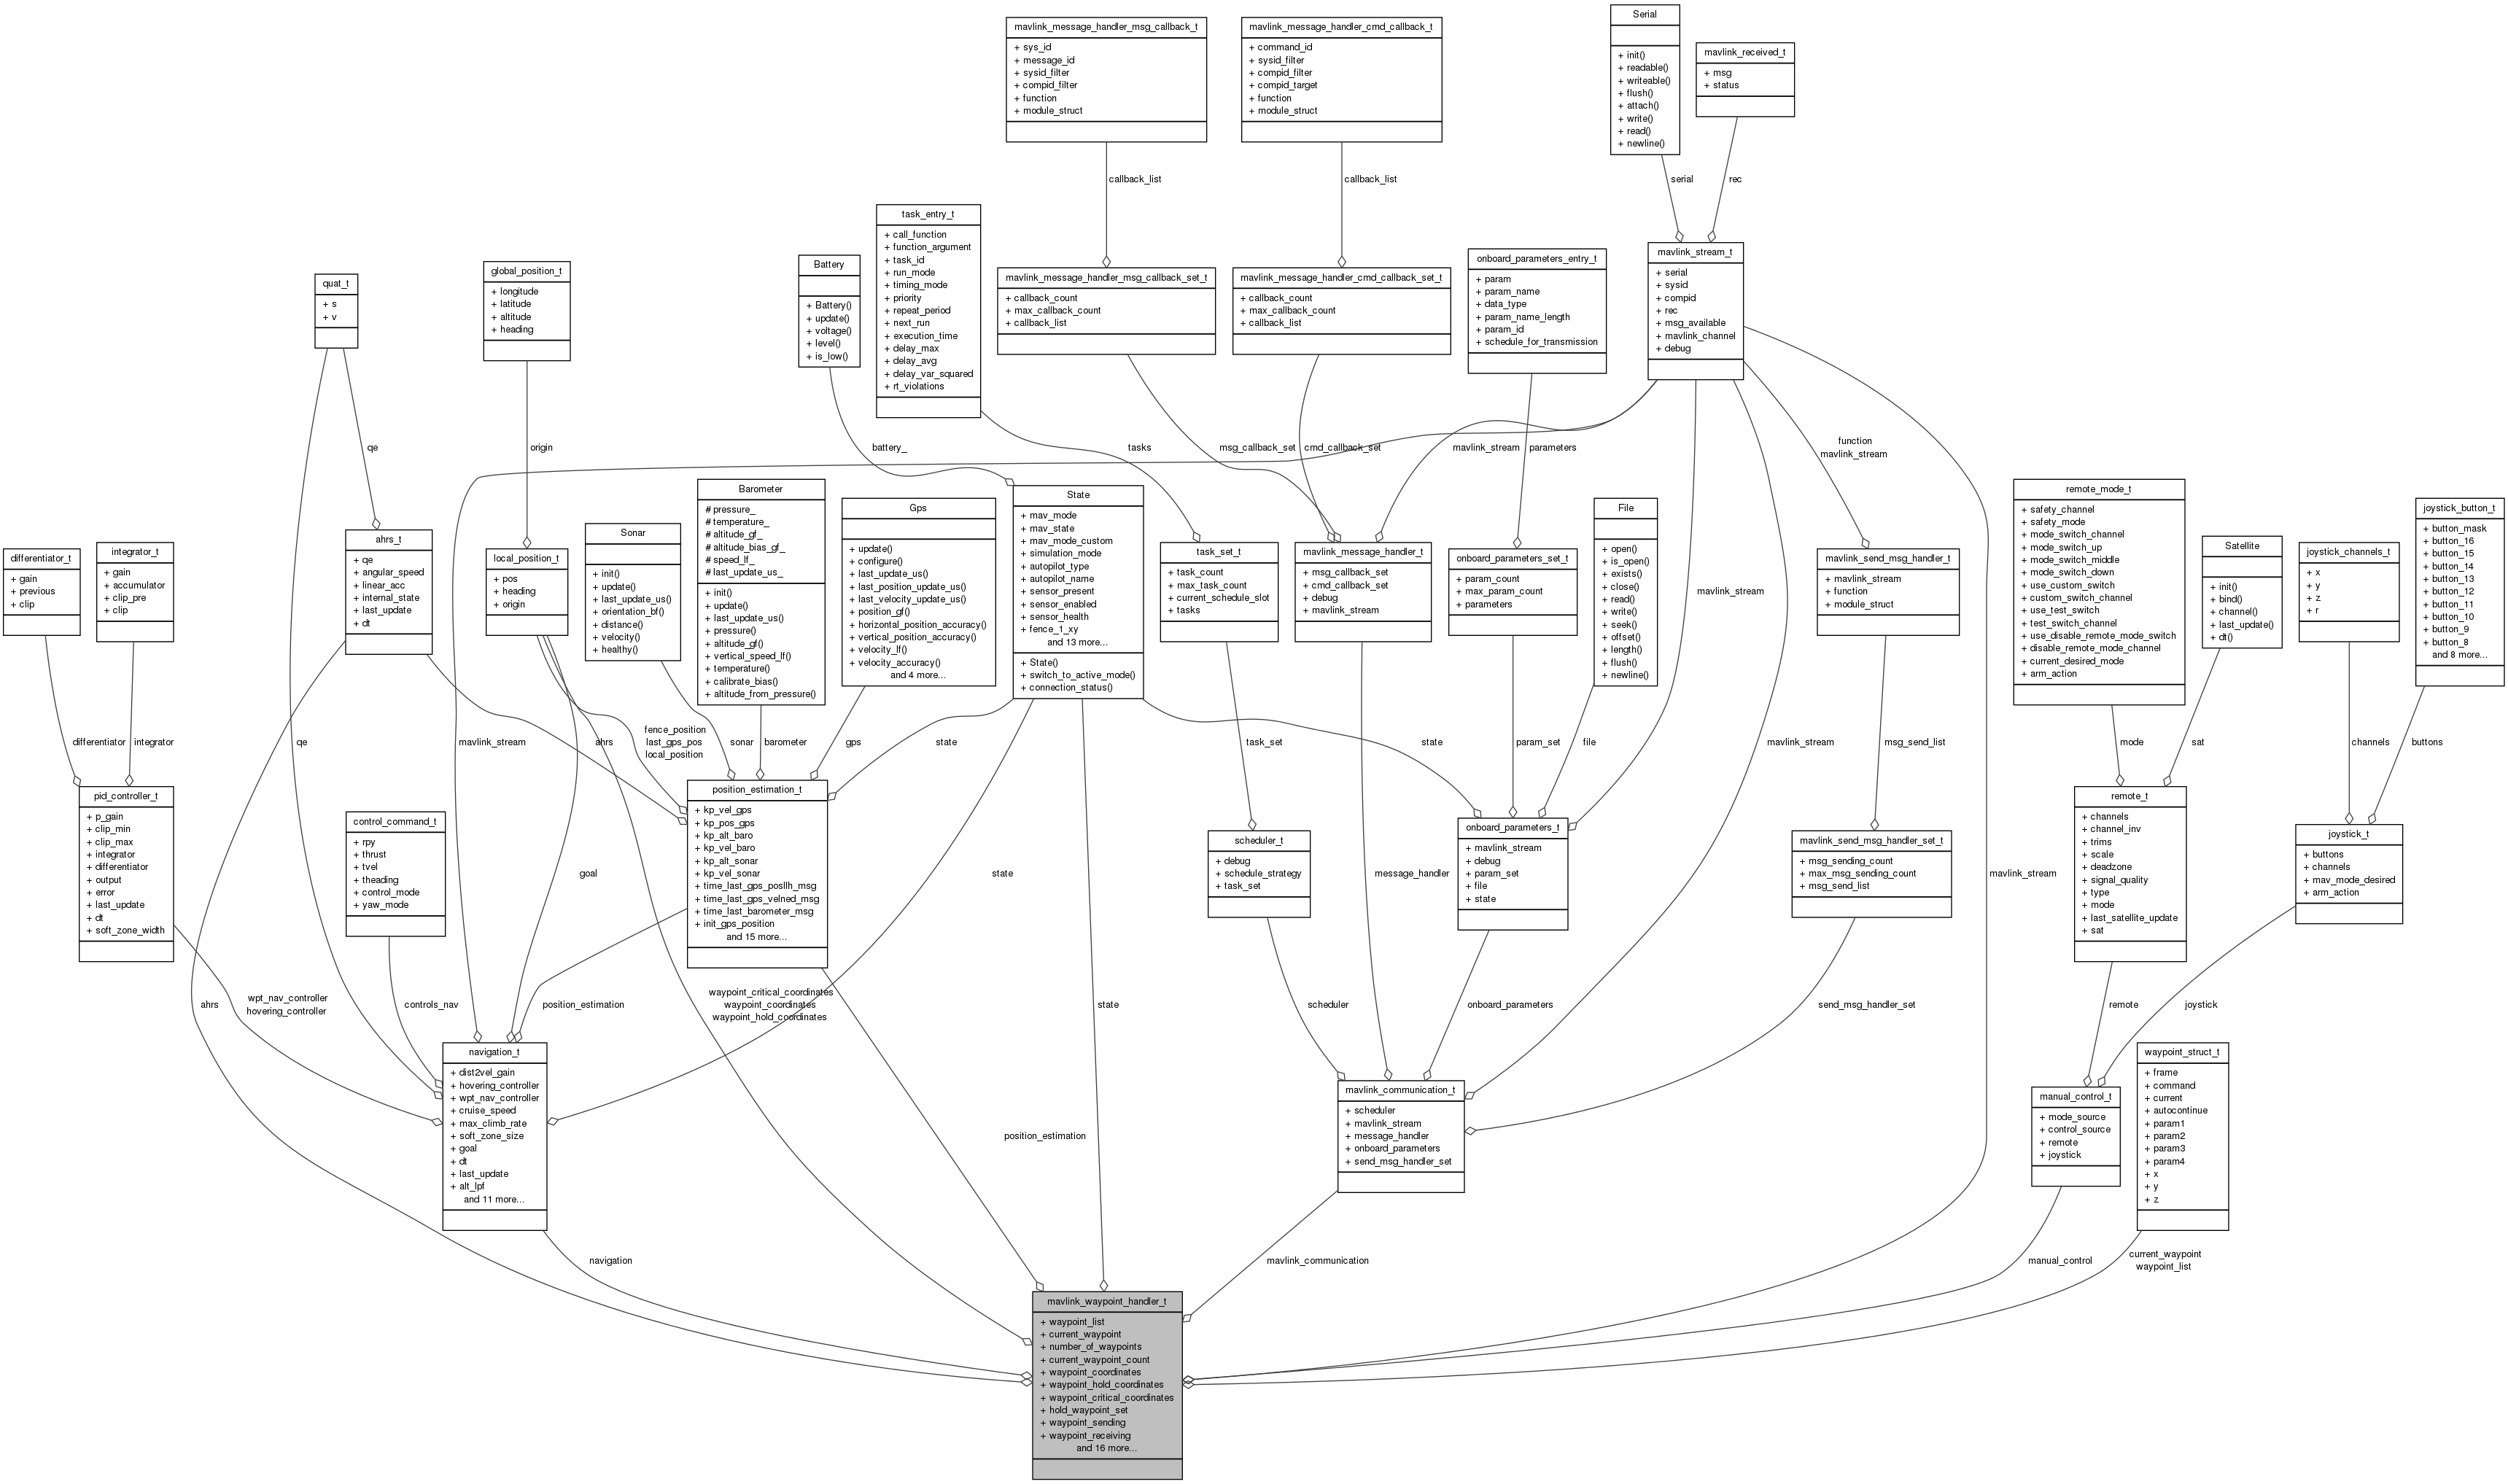 Serial
+ init()
+ readable()
+ writeable()
+ flush()
+ attach()
+ write()
+ read()
+ newline()
mavlink_message_handler_msg_callback_t
+ sys_id
+ message_id
+ sysid_filter
+ compid_filter
+ function
+ module_struct
mavlink_message_handler_cmd_callback_t
+ command_id
+ sysid_filter
+ compid_filter
+ compid_target
+ function
+ module_struct
mavlink_received_t
+ msg
+ status
callback_list
callback_list
serial
rec
task_entry_t
+ call_function
+ function_argument
+ task_id
+ run_mode
+ timing_mode
+ priority
+ repeat_period
+ next_run
+ execution_time
+ delay_max
+ delay_avg
+ delay_var_squared
+ rt_violations
mavlink_stream_t
+ serial
+ sysid
+ compid
+ rec
+ msg_available
+ mavlink_channel
+ debug
onboard_parameters_entry_t
+ param
+ param_name
+ data_type
+ param_name_length
+ param_id
+ schedule_for_transmission
Battery
+ Battery()
+ update()
+ voltage()
+ level()
+ is_low()
global_position_t
+ longitude
+ latitude
+ altitude
+ heading
mavlink_message_handler_msg_callback_set_t
+ callback_count
+ max_callback_count
+ callback_list
mavlink_message_handler_cmd_callback_set_t
+ callback_count
+ max_callback_count
+ callback_list
quat_t
+ s
+ v
qe
origin
battery_
tasks
msg_callback_set
cmd_callback_set
mavlink_stream
parameters
function
mavlink_stream
differentiator_t
+ gain
+ previous
+ clip
integrator_t
+ gain
+ accumulator
+ clip_pre
+ clip
ahrs_t
+ qe
+ angular_speed
+ linear_acc
+ internal_state
+ last_update
+ dt
local_position_t
+ pos
+ heading
+ origin
Sonar
+ init()
+ update()
+ last_update_us()
+ orientation_bf()
+ distance()
+ velocity()
+ healthy()
Barometer
# pressure_
# temperature_
# altitude_gf_
# altitude_bias_gf_
# speed_lf_
# last_update_us_
+ init()
+ update()
+ last_update_us()
+ pressure()
+ altitude_gf()
+ vertical_speed_lf()
+ temperature()
+ calibrate_bias()
+ altitude_from_pressure()
Gps
+ update()
+ configure()
+ last_update_us()
+ last_position_update_us()
+ last_velocity_update_us()
+ position_gf()
+ horizontal_position_accuracy()
+ vertical_position_accuracy()
+ velocity_lf()
+ velocity_accuracy()
and 4 more...
State
+ mav_mode
+ mav_state
+ mav_mode_custom
+ simulation_mode
+ autopilot_type
+ autopilot_name
+ sensor_present
+ sensor_enabled
+ sensor_health
+ fence_1_xy
and 13 more...
+ State()
+ switch_to_active_mode()
+ connection_status()
task_set_t
+ task_count
+ max_task_count
+ current_schedule_slot
+ tasks
mavlink_message_handler_t
+ msg_callback_set
+ cmd_callback_set
+ debug
+ mavlink_stream
onboard_parameters_set_t
+ param_count
+ max_param_count
+ parameters
File
+ open()
+ is_open()
+ exists()
+ close()
+ read()
+ write()
+ seek()
+ offset()
+ length()
+ flush()
+ newline()
mavlink_stream
mavlink_send_msg_handler_t
+ mavlink_stream
+ function
+ module_struct
remote_mode_t
+ safety_channel
+ safety_mode
+ mode_switch_channel
+ mode_switch_up
+ mode_switch_middle
+ mode_switch_down
+ use_custom_switch
+ custom_switch_channel
+ use_test_switch
+ test_switch_channel
+ use_disable_remote_mode_switch
+ disable_remote_mode_channel
+ current_desired_mode
+ arm_action
Satellite
+ init()
+ bind()
+ channel()
+ last_update()
+ dt()
joystick_channels_t
+ x
+ y
+ z
+ r
joystick_button_t
+ button_mask
+ button_16
+ button_15
+ button_14
+ button_13
+ button_12
+ button_11
+ button_10
+ button_9
+ button_8
and 8 more...
differentiator
integrator
qe
mavlink_stream
ahrs
fence_position
last_gps_pos
local_position
sonar
barometer
gps
state
task_set
state
param_set
file
mavlink_stream
msg_send_list
mode
sat
channels
buttons
pid_controller_t
+ p_gain
+ clip_min
+ clip_max
+ integrator
+ differentiator
+ output
+ error
+ last_update
+ dt
+ soft_zone_width
control_command_t
+ rpy
+ thrust
+ tvel
+ theading
+ control_mode
+ yaw_mode
goal
position_estimation_t
+ kp_vel_gps
+ kp_pos_gps
+ kp_alt_baro
+ kp_vel_baro
+ kp_alt_sonar
+ kp_vel_sonar
+ time_last_gps_posllh_msg
+ time_last_gps_velned_msg
+ time_last_barometer_msg
+ init_gps_position
and 15 more...
state
scheduler_t
+ debug
+ schedule_strategy
+ task_set
message_handler
onboard_parameters_t
+ mavlink_stream
+ debug
+ param_set
+ file
+ state
mavlink_send_msg_handler_set_t
+ msg_sending_count
+ max_msg_sending_count
+ msg_send_list
mavlink_stream
remote_t
+ channels
+ channel_inv
+ trims
+ scale
+ deadzone
+ signal_quality
+ type
+ mode
+ last_satellite_update
+ sat
joystick_t
+ buttons
+ channels
+ mav_mode_desired
+ arm_action
ahrs
wpt_nav_controller
hovering_controller
controls_nav
position_estimation
waypoint_critical_coordinates
waypoint_coordinates
waypoint_hold_coordinates
state
scheduler
onboard_parameters
send_msg_handler_set
remote
joystick
navigation_t
+ dist2vel_gain
+ hovering_controller
+ wpt_nav_controller
+ cruise_speed
+ max_climb_rate
+ soft_zone_size
+ goal
+ dt
+ last_update
+ alt_lpf
and 11 more...
position_estimation
mavlink_communication_t
+ scheduler
+ mavlink_stream
+ message_handler
+ onboard_parameters
+ send_msg_handler_set
manual_control_t
+ mode_source
+ control_source
+ remote
+ joystick
waypoint_struct_t
+ frame
+ command
+ current
+ autocontinue
+ param1
+ param2
+ param3
+ param4
+ x
+ y
+ z
navigation
mavlink_communication
manual_control
current_waypoint
waypoint_list
mavlink_waypoint_handler_t
+ waypoint_list
+ current_waypoint
+ number_of_waypoints
+ current_waypoint_count
+ waypoint_coordinates
+ waypoint_hold_coordinates
+ waypoint_critical_coordinates
+ hold_waypoint_set
+ waypoint_sending
+ waypoint_receiving
and 16 more...